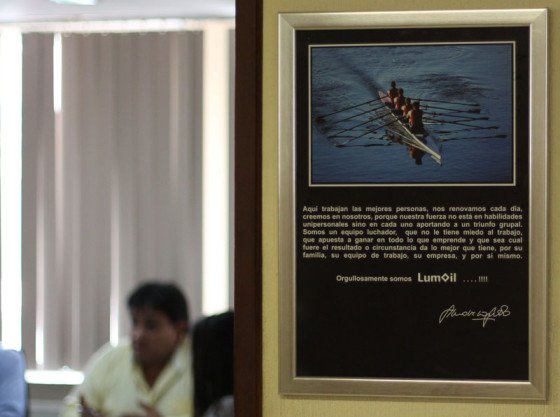 Aquí trabajan las mejores personas, nos renovamos cada día,
creemos en nosotros, porque nuestra fuerza no está en habilidades
unipersonales sino en cada uno aportando a un triunfo grupal.
Somos un equipo luchador, que no le tiene miedo al trabajo,
que apuesta a ganar en todo lo que emprende y que sea cual
fuere el resultado o circunstancia da lo mejor que tiene, por su
familia, su equipo de trabajo, su empresa, y por si mismo.
Orgullosamente somos Lumoil ....!!!!